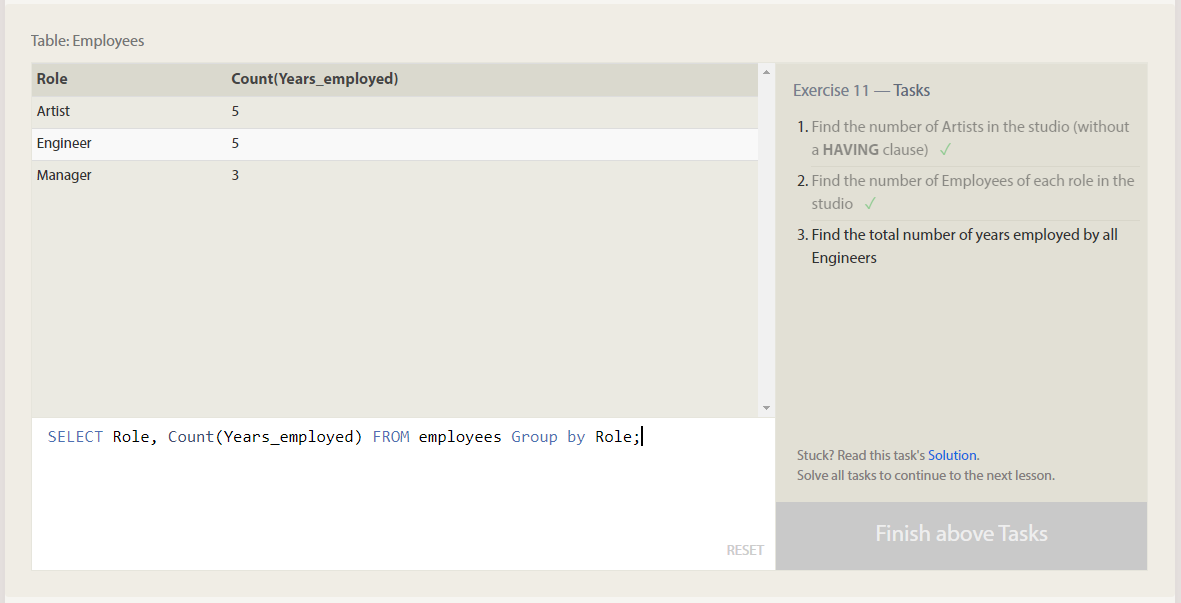 Table: Employees
Role Count(Years_employed)
Artist 5
Engineer 5
Manager 3
SELECT Role, Count(Years_employed) FROM employees Group by Role;
RESET
Exercise 11 — Tasks
1. Find the number of Artists in the studio (without
a HAVING clause) ✓
2. Find the number of Employees of each role in the
studio ✓
3. Find the total number of years employed by all
Engineers
Stuck? Read this task's Solution.
Solve all tasks to continue to the next lesson.
Finish above Tasks